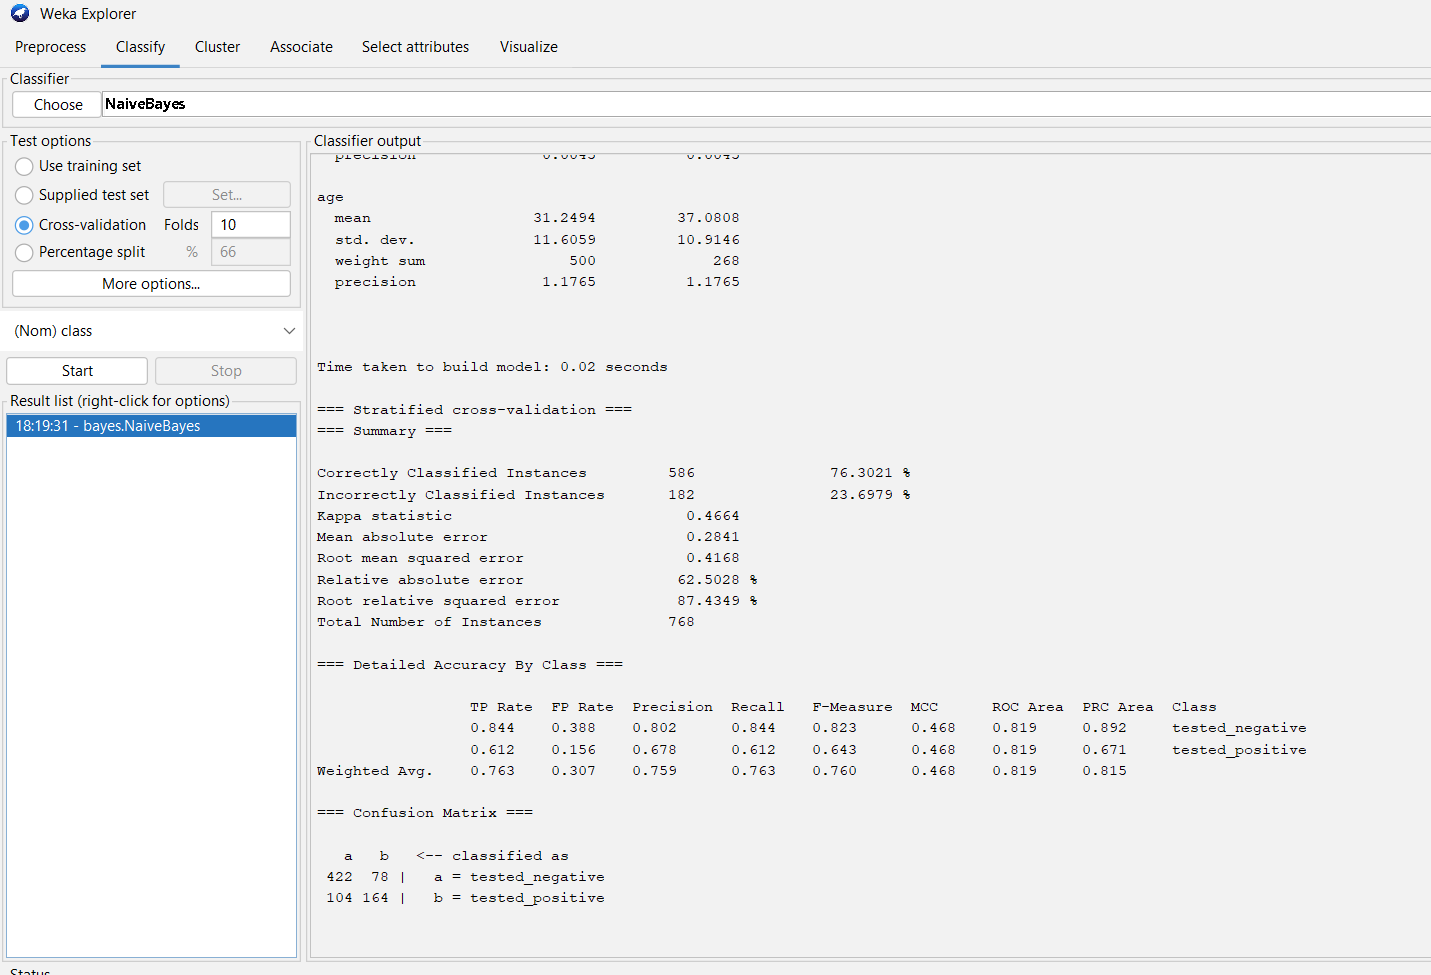 Weka Explorer
Preprocess Classify Cluster Associate Select attributes Visualize
Classifier
Choose NaiveBayes
Test options
Use training set
Supplied test set Set...
Cross-validation Folds 10
Percentage split % 66
More options...
(Nom) class
Start Stop
Result list (right-click for options)
18:19:31 - bayes.NaiveBayes
Classifier output
precision 0.0045 0.0045
age
mean 31.2494 37.0808
std. dev. 11.6059 10.9146
weight sum 500 268
precision 1.1765 1.1765
Time taken to build model: 0.02 seconds
=== Stratified cross-validation ===
=== Summary ===
Correctly Classified Instances 586 76.3021 %
Incorrectly Classified Instances 182 23.6979 %
Kappa statistic 0.4664
Mean absolute error 0.2841
Root mean squared error 0.4168
Relative absolute error 62.5028 %
Root relative squared error 87.4349 %
Total Number of Instances 768
=== Detailed Accuracy By Class ===
TP Rate FP Rate Precision Recall F-Measure MCC ROC Area PRC Area Class
0.844 0.388 0.802 0.844 0.823 0.468 0.819 0.892 tested_negative
0.612 0.156 0.678 0.612 0.643 0.468 0.819 0.671 tested_positive
Weighted Avg. 0.763 0.307 0.759 0.763 0.760 0.468 0.819 0.815
=== Confusion Matrix ===
a b <-- classified as
422 78 | a = tested_negative
104 164 | b = tested_positive
Status